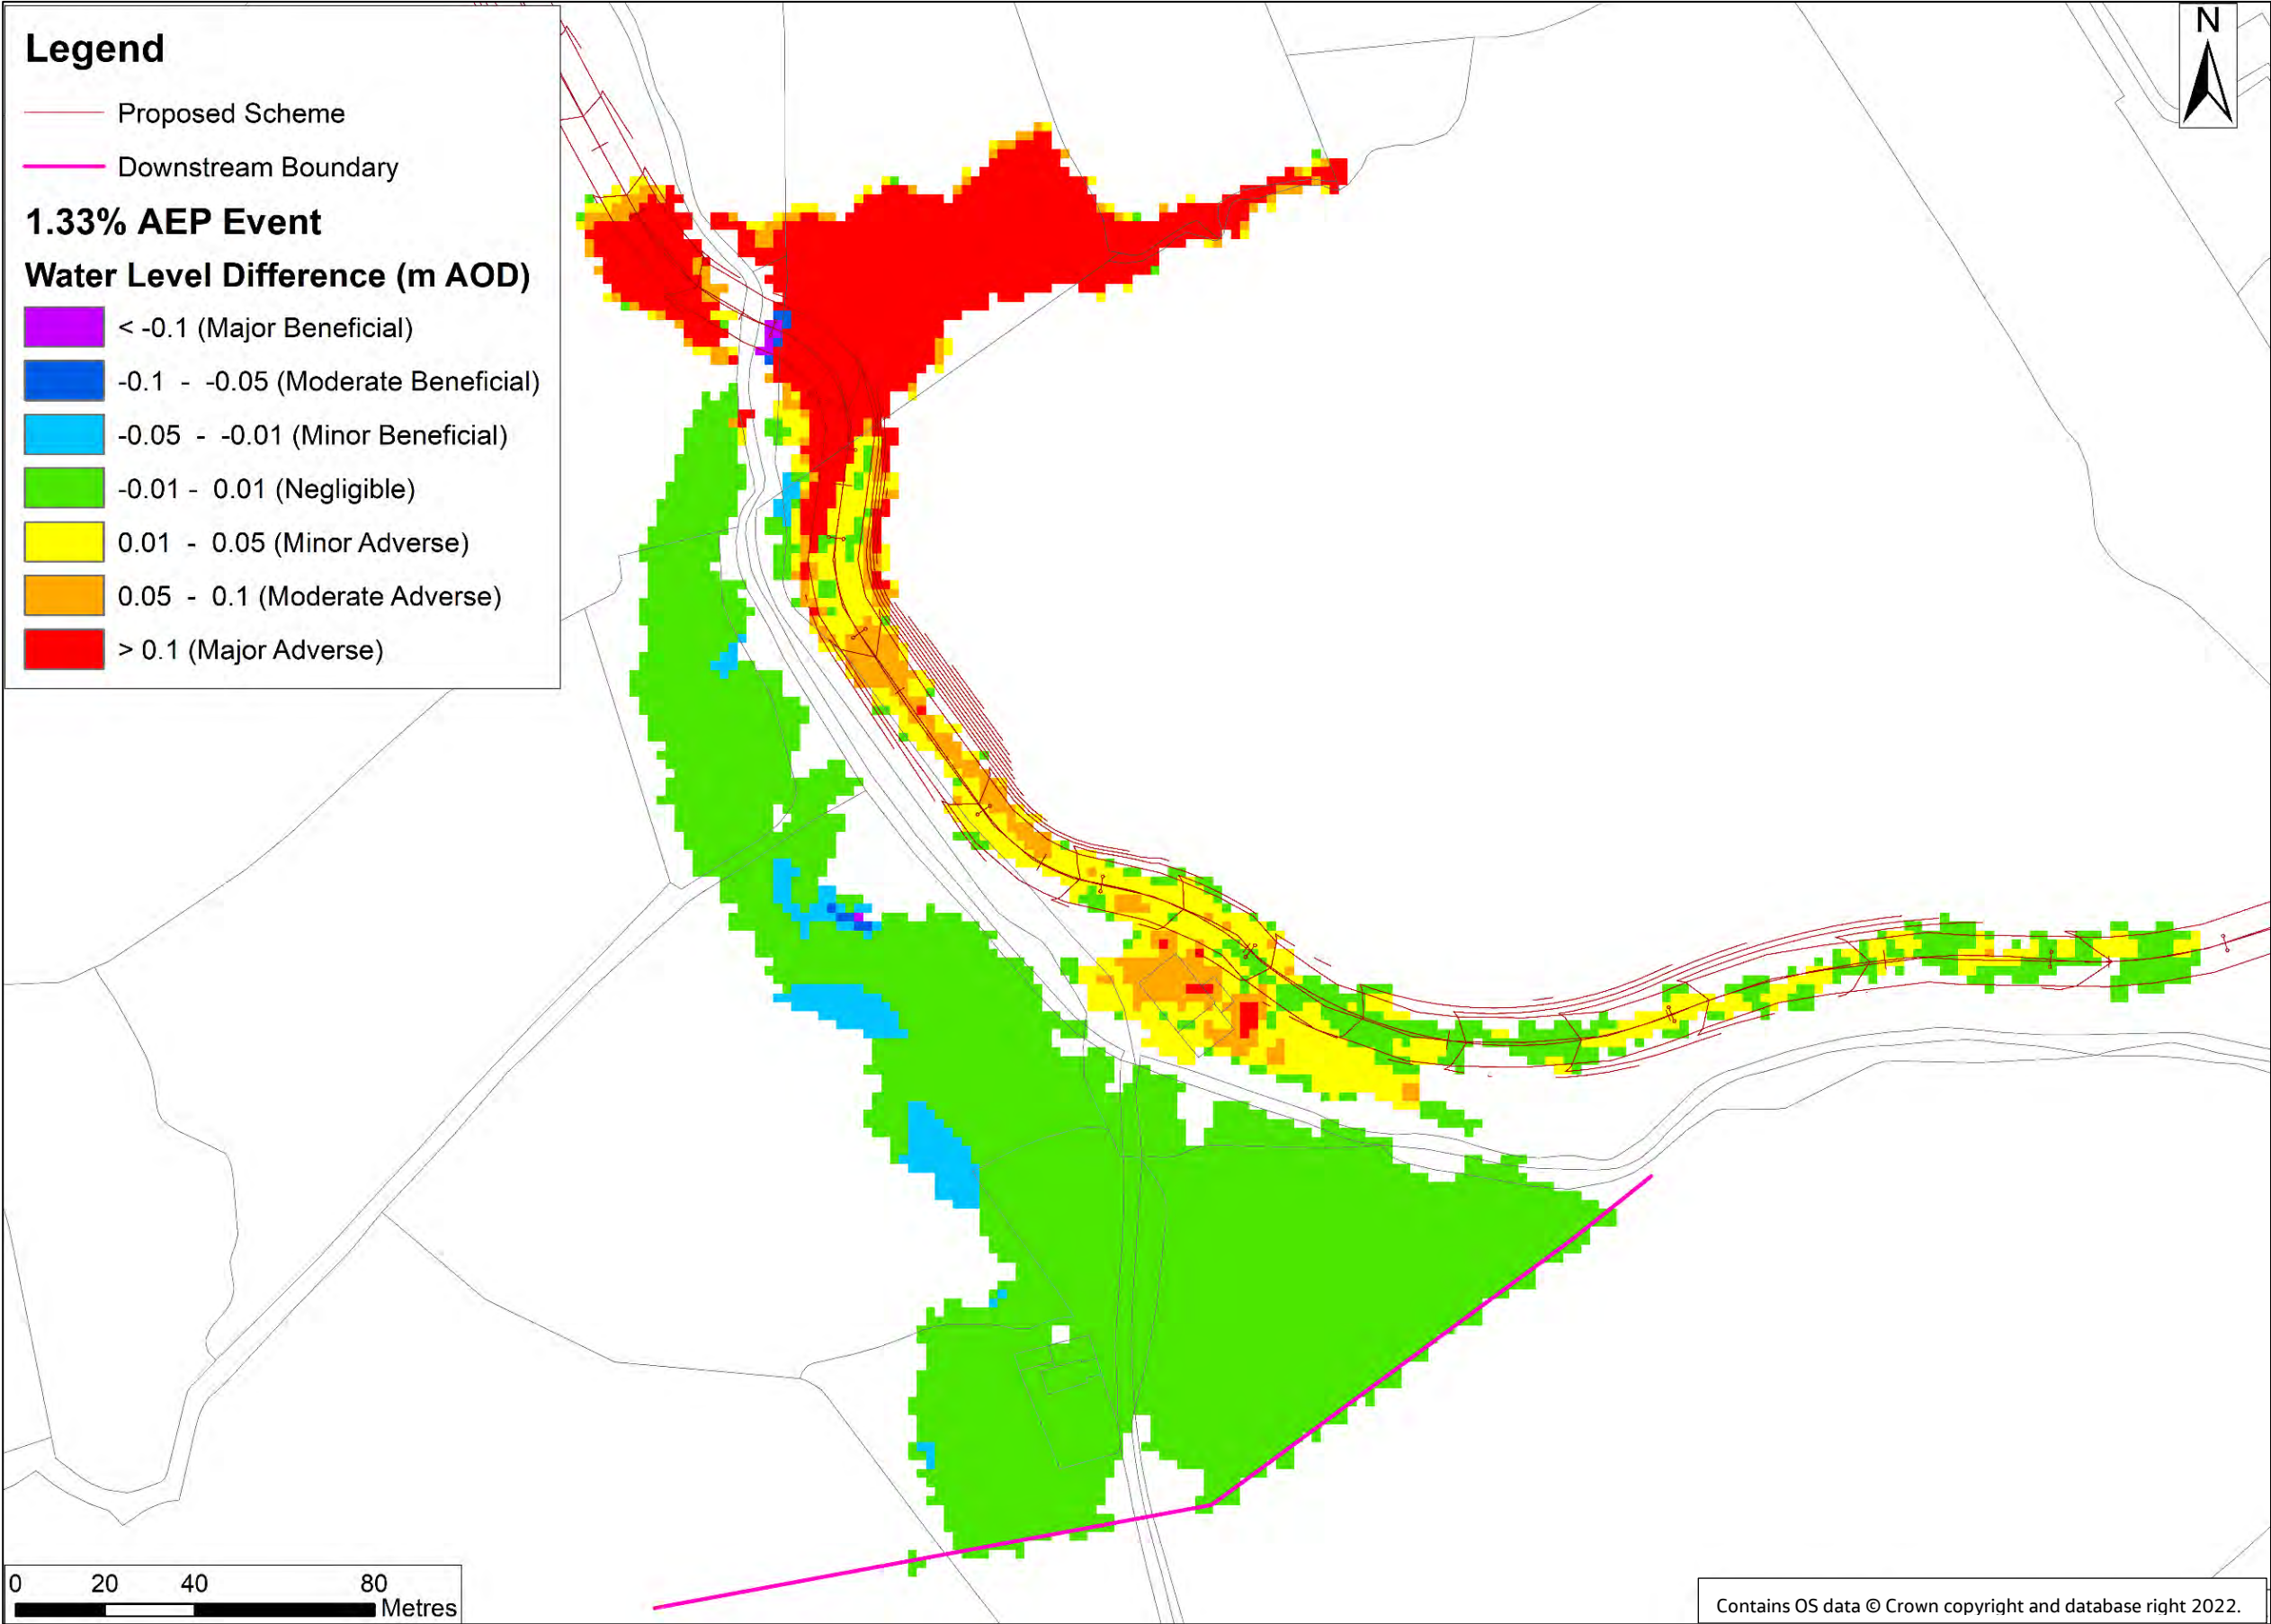 Legend
N
Proposed Scheme
Downstream Boundary
1.33% AEP Event
Water Level Difference (m AOD)
< -0.1 (Major Beneficial)
-0.1 - -0.05 (Moderate Beneficial)
-0.05 - -0.01 (Minor Beneficial)
-0.01 - 0.01 (Negligible)
0.01 - 0.05 (Minor Adverse)
0.05 - 0.1 (Moderate Adverse)
> 0.1 (Major Adverse)
0 20 40 80
Metres
Contains OS data © Crown copyright and database right 2022.